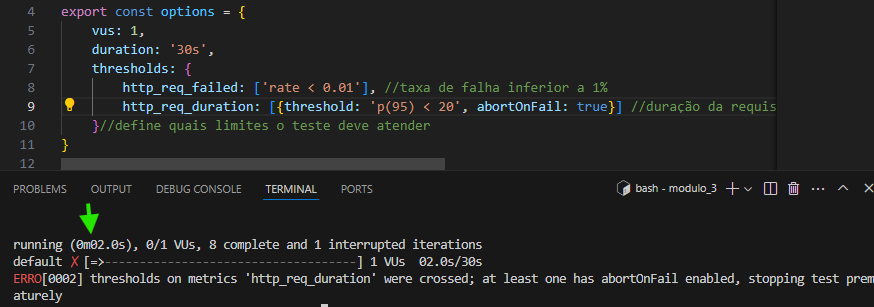 4 export const options = {
5 vus: 1,
6 duration: '30s',
7 thresholds: {
8 http_req_failed: ['rate < 0.01'], //taxa de falha inferior a 1%
9 http_req_duration: [{threshold: 'p(95) < 20', abortOnFail: true}] //duração da requis
10 }//define quais limites o teste deve atender
11 }
12
PROBLEMS OUTPUT DEBUG CONSOLE TERMINAL PORTS bash - modulo_3
running (0m02.0s), 0/1 VUs, 8 complete and 1 interrupted iterations
default ✗ [=>------------------------------------] 1 VUs 02.0s/30s
ERRO[0002] thresholds on metrics 'http_req_duration' were crossed; at least one has abortOnFail enabled, stopping test prem
aturely